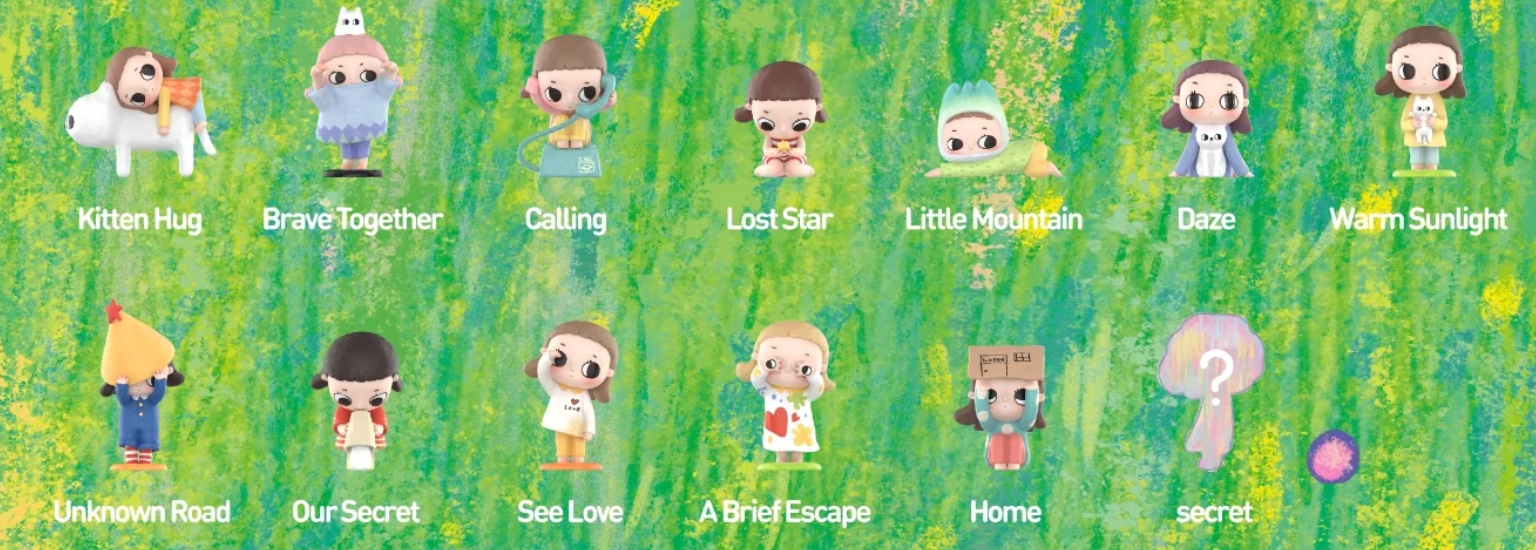 Kitten Hug
Brave Together
Calling
Lost Star
Little Mountain
Daze
Warm Sunlight
?
Unknown Road
Our Secret
See Love
A Brief Escape
Home
secret